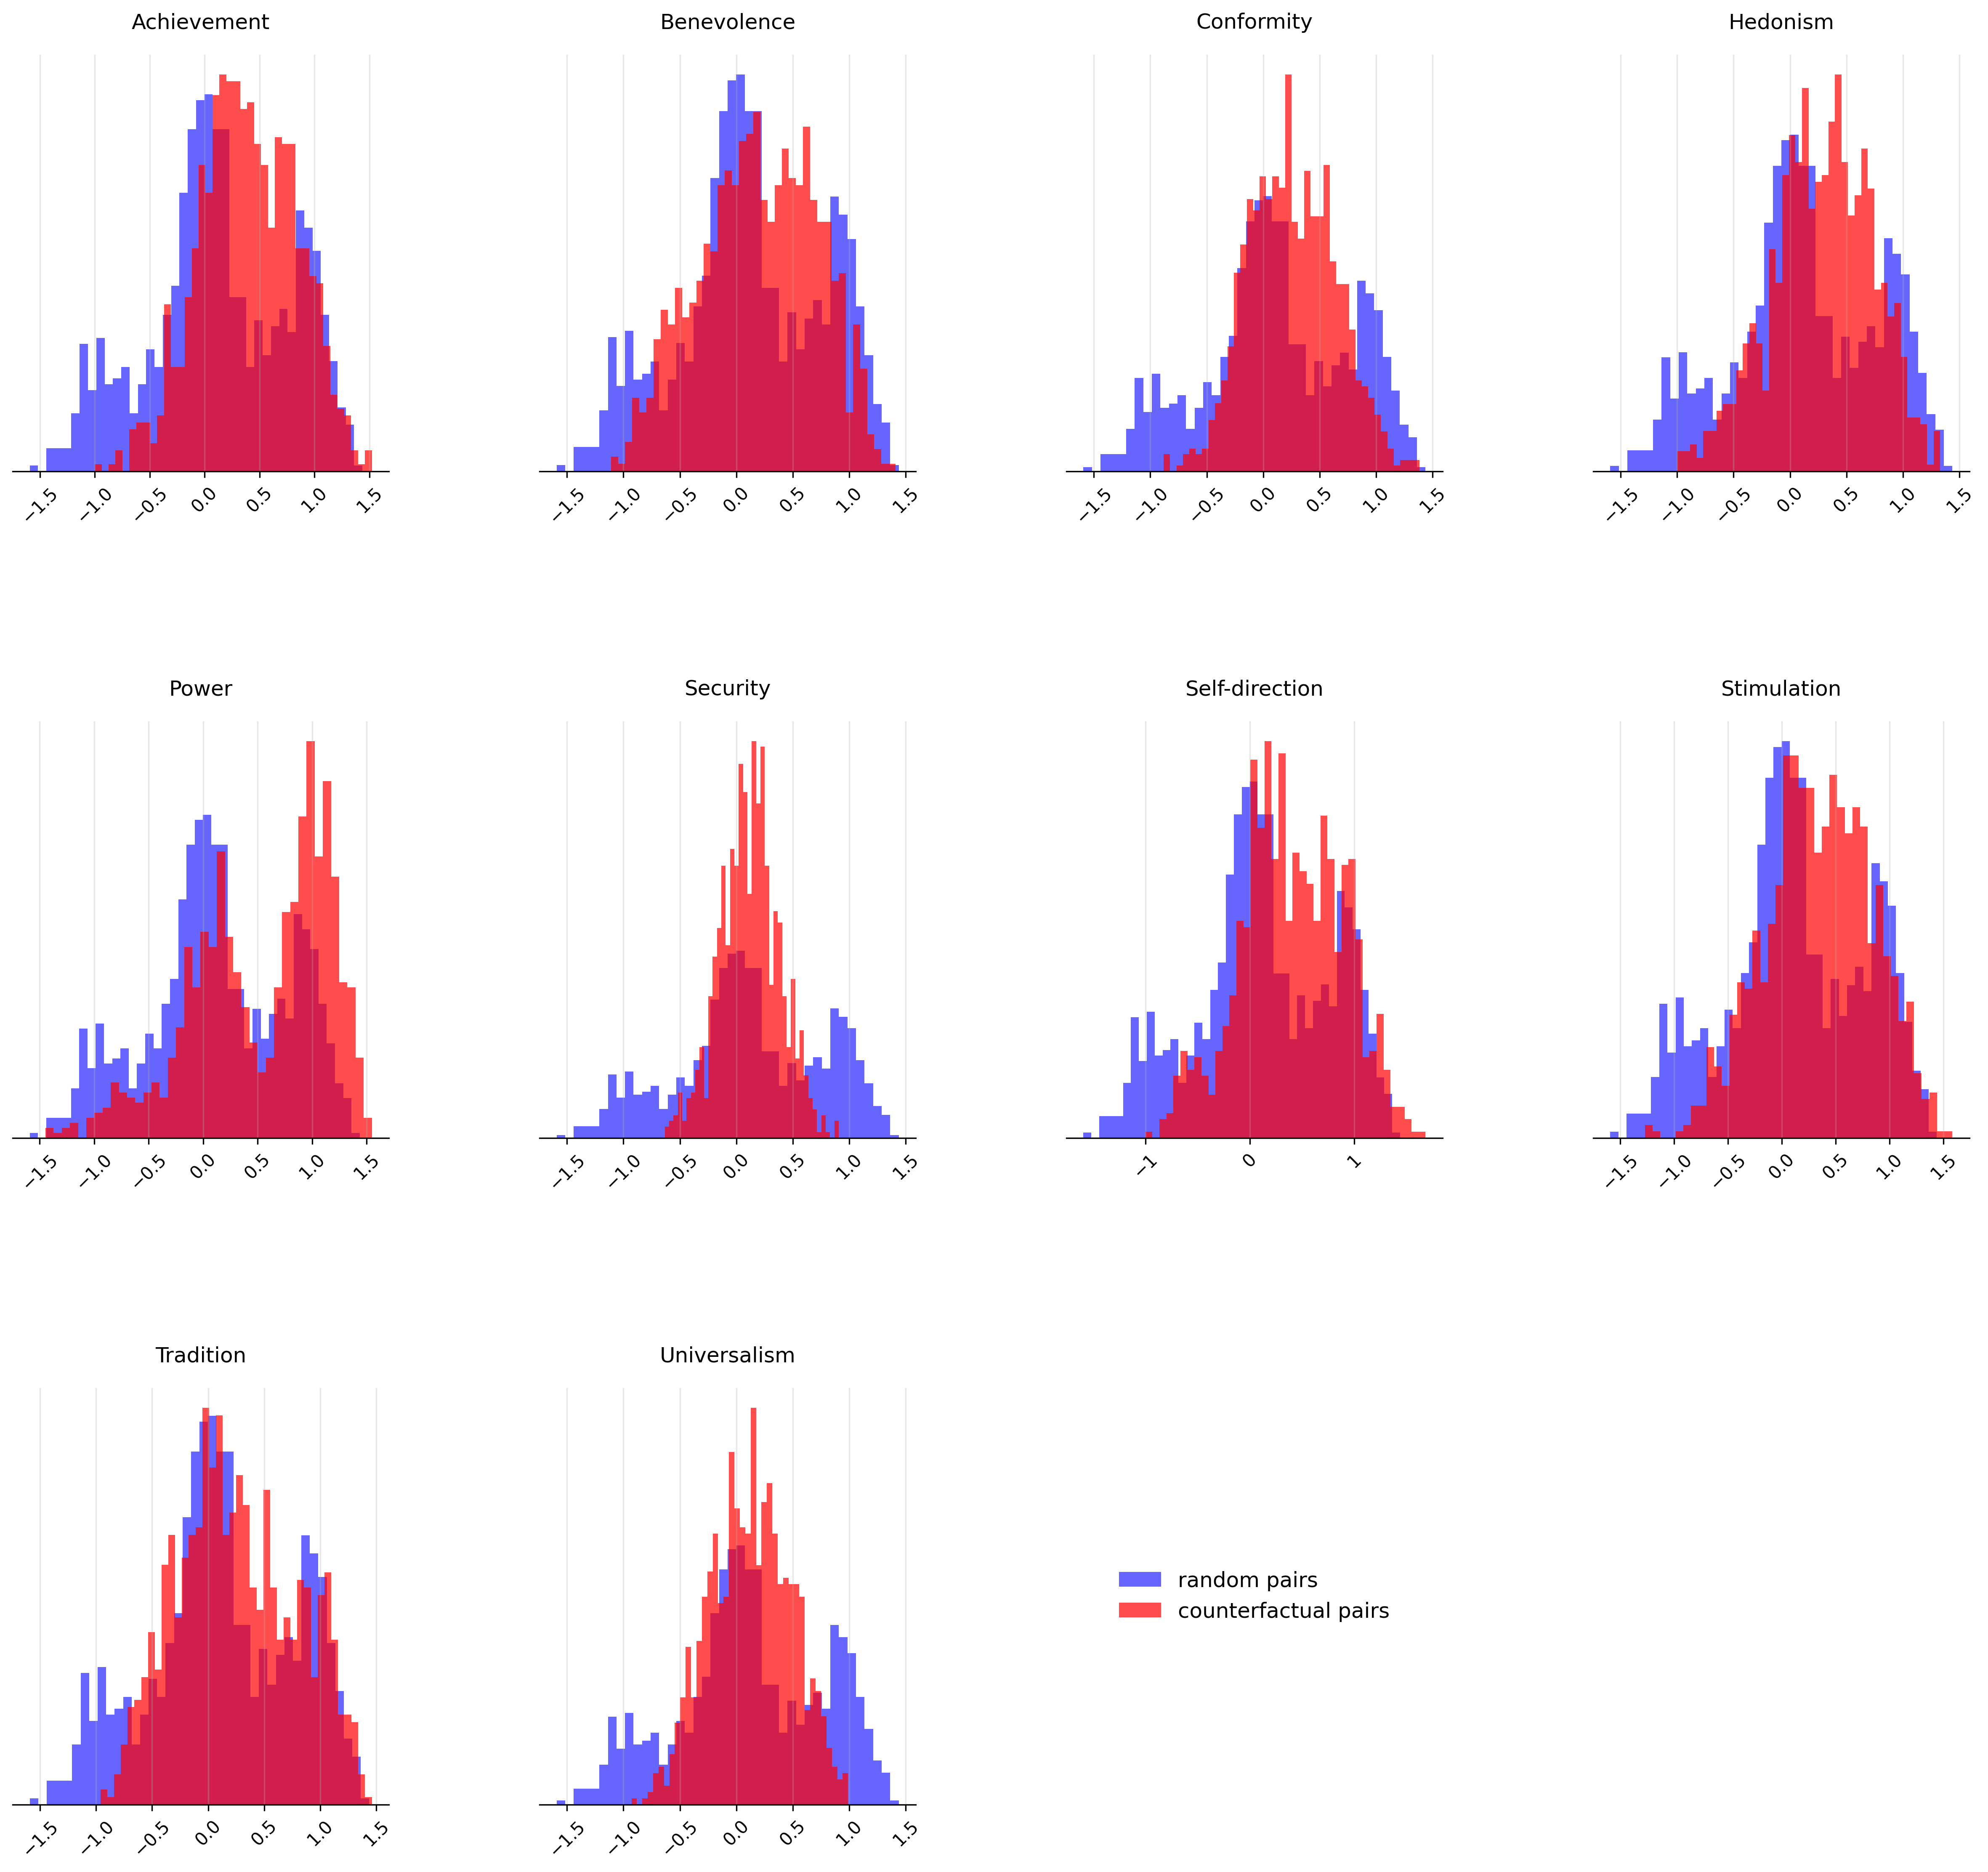 Achievement Benevolence Conformity Hedonism
−1.5 −1.0 −0.5 0.0 0.5 1.0 1.5 −1.5 −1.0 −0.5 0.0 0.5 1.0 1.5 −1.5 −1.0 −0.5 0.0 0.5 1.0 1.5 −1.5 −1.0 −0.5 0.0 0.5 1.0 1.5
Power Security Self-direction Stimulation
−1.5 −1.0 −0.5 0.0 0.5 1.0 1.5 −1.5 −1.0 −0.5 0.0 0.5 1.0 1.5 −1 0 1 −1.5 −1.0 −0.5 0.0 0.5 1.0 1.5
Tradition Universalism
random pairs
counterfactual pairs
−1.5 −1.0 −0.5 0.0 0.5 1.0 1.5 −1.5 −1.0 −0.5 0.0 0.5 1.0 1.5